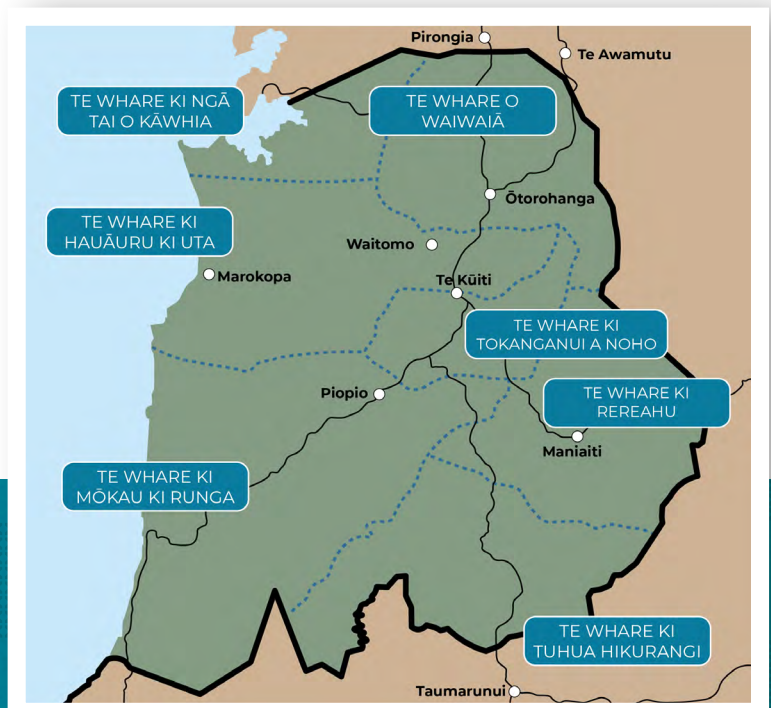 Pirongia
Te Awamutu
TE WHARE KI NGĀ
TAI O KĀWHIA
TE WHARE O
WAIWAIĀ
Ōtorohanga
TE WHARE KI
HAUĀURU KI UTA
Waitomo
Marokopa
Te Kūiti
TE WHARE KI
TOKANGANUI A NOHO
Piopio
TE WHARE KI
REREAHU
Maniaiti
TE WHARE KI
MŌKAU KI RUNGA
TE WHARE KI
TUHUA HIKURANGI
Taumarunui